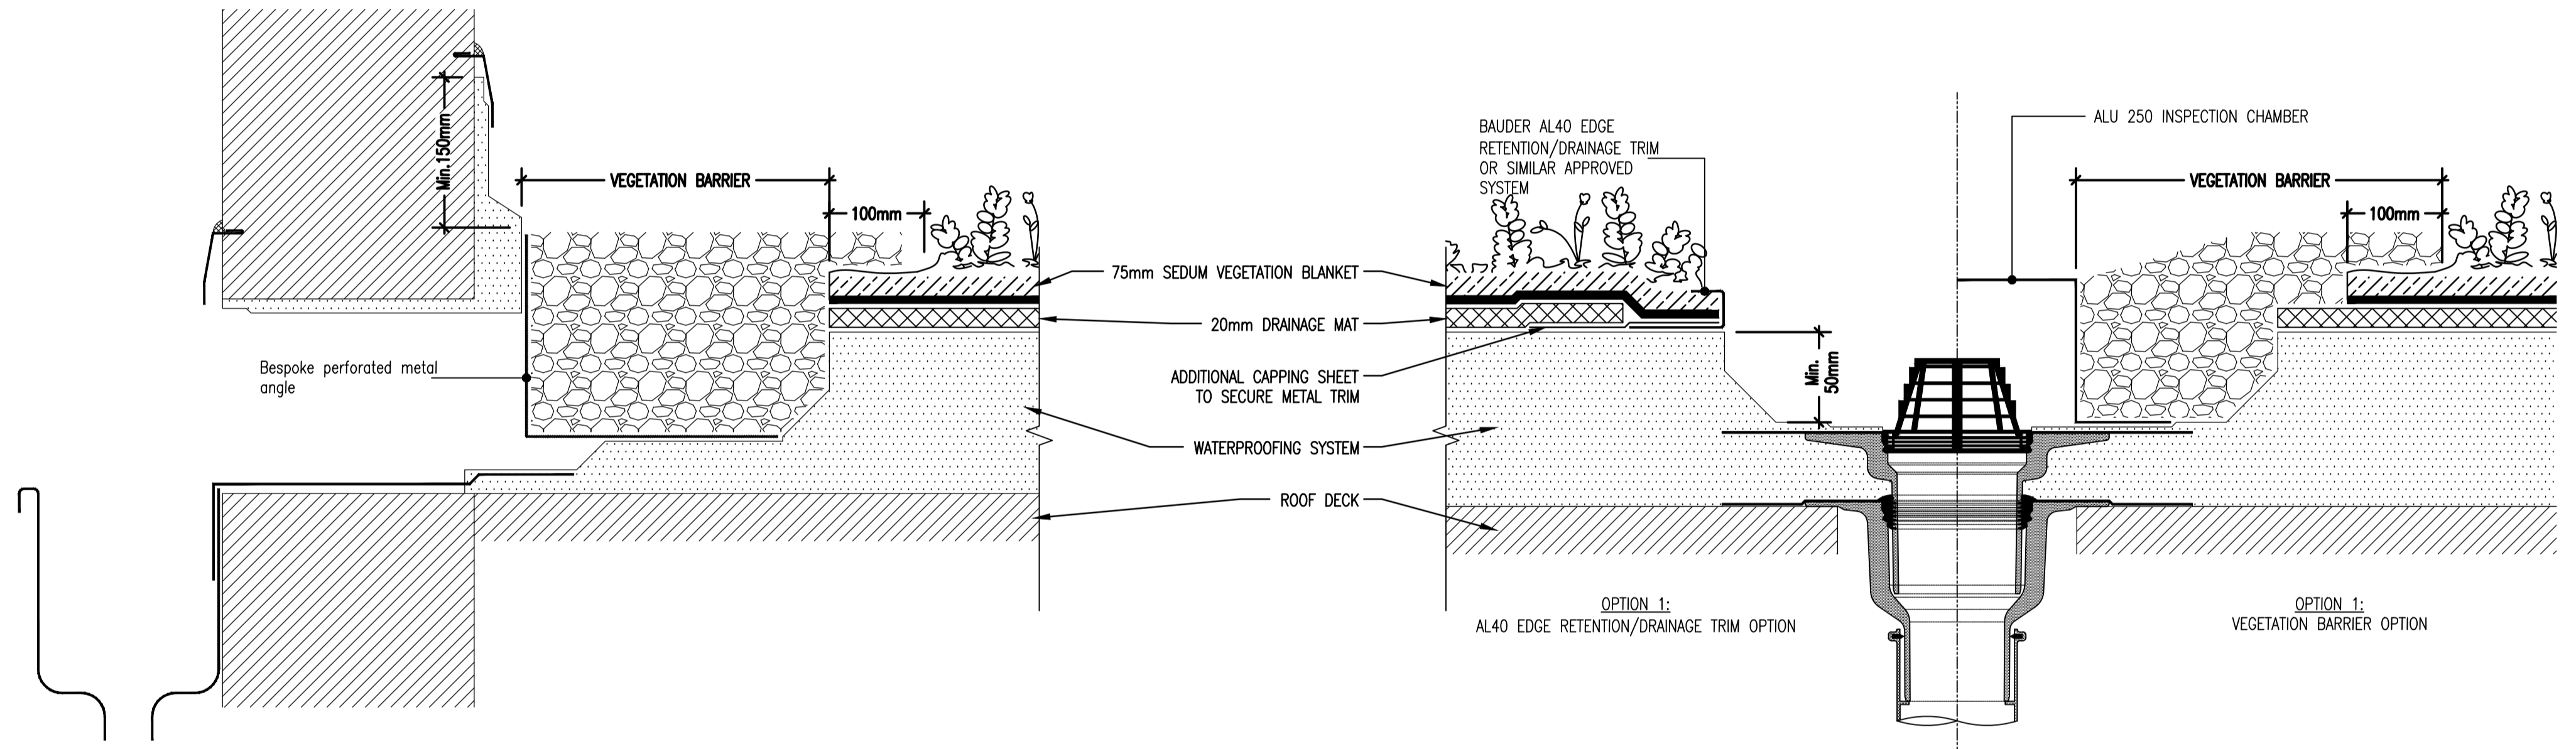 Min.150mm
VEGETATION BARRIER
100mm
Bespoke perforated metal
angle
75mm SEDUM VEGETATION BLANKET
20mm DRAINAGE MAT
ADDITIONAL CAPPING SHEET
TO SECURE METAL TRIM
WATERPROOFING SYSTEM
ROOF DECK
BAUDER AL40 EDGE
RETENTION/DRAINAGE TRIM
OR SIMILAR APPROVED
SYSTEM
Min.
50mm
OPTION 1:
AL40 EDGE RETENTION/DRAINAGE TRIM OPTION
ALU 250 INSPECTION CHAMBER
VEGETATION BARRIER
100mm
OPTION 1:
VEGETATION BARRIER OPTION